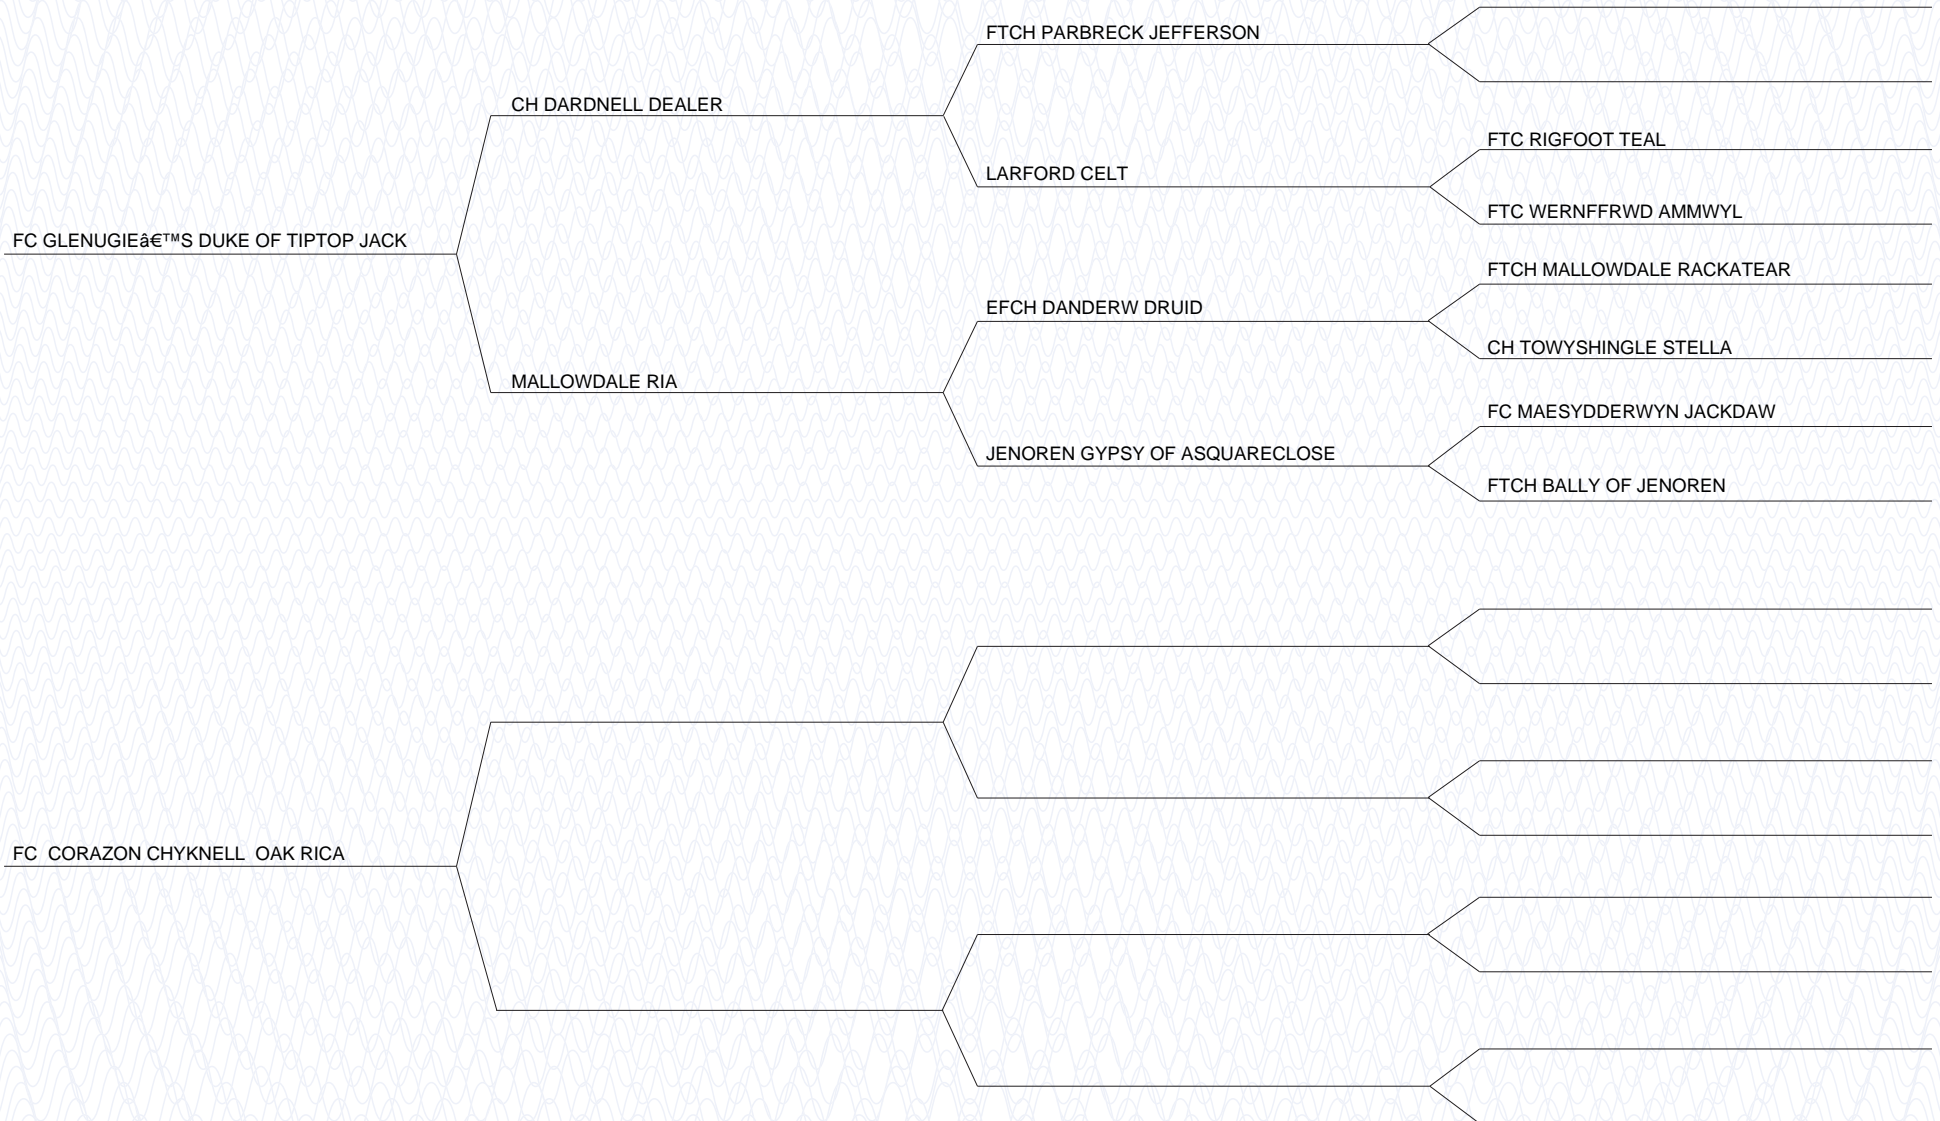 FTCH PARBRECK JEFFERSON
CH DARDNELL DEALER
FTC RIGFOOT TEAL
LARFORD CELT
FTC WERNFFRWD AMMWYL
FC GLENUGIEâ€™S DUKE OF TIPTOP JACK
FTCH MALLOWDALE RACKATEAR
EFCH DANDERW DRUID
CH TOWYSHINGLE STELLA
MALLOWDALE RIA
FC MAESYDDERWYN JACKDAW
JENOREN GYPSY OF ASQUARECLOSE
FTCH BALLY OF JENOREN
FC  CORAZON CHYKNELL  OAK RICA